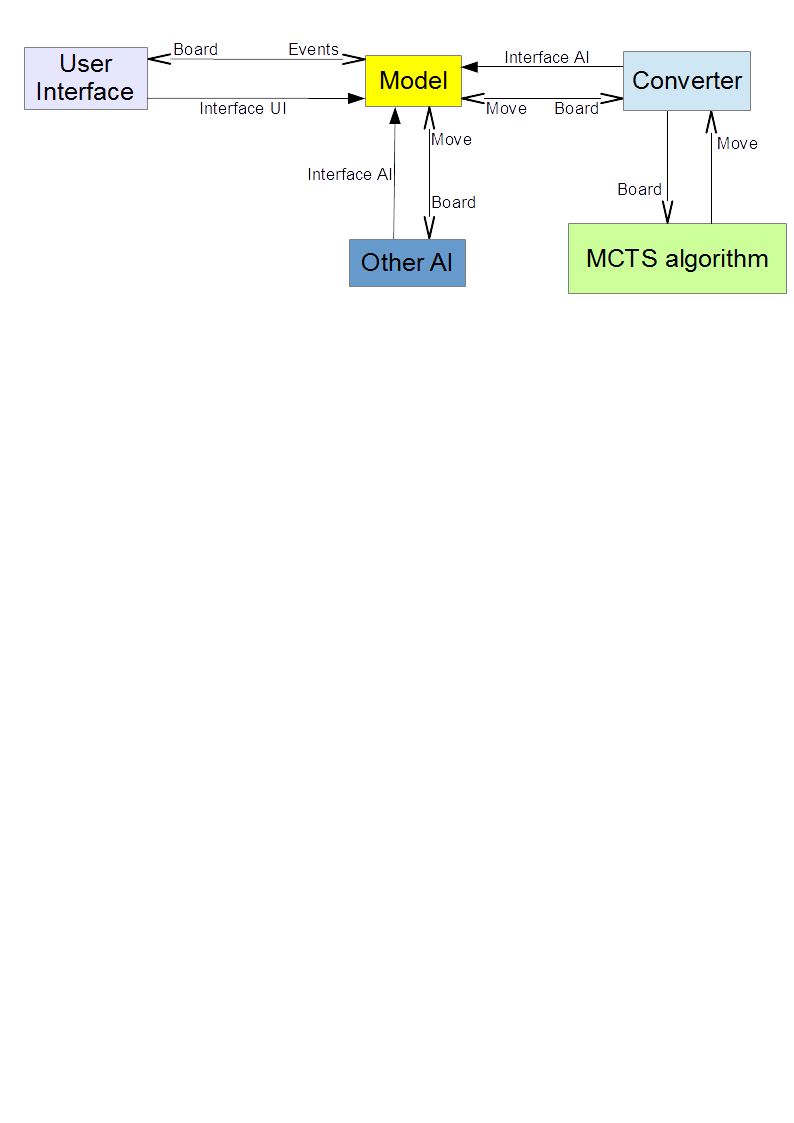 User
Interface
Board
Events
Interface UI
Model
Interface AI
Move
Board
Converter
Move
Board
Interface AI
Board
Move
Other AI
MCTS algorithm